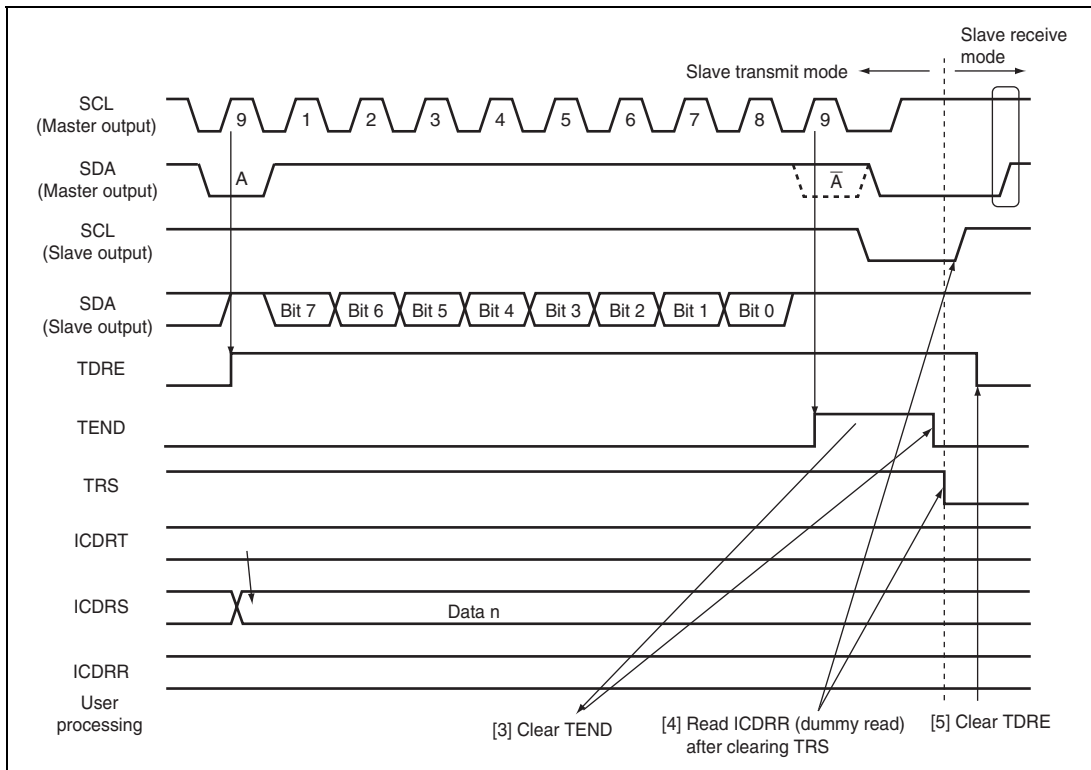 Slave receive
mode
Slave transmit mode
SCL
(Master output)
9 1 2 3 4 5 6 7 8 9
SDA
(Master output)
A A̅
SCL
(Slave output)
SDA
(Slave output)
Bit 7 Bit 6 Bit 5 Bit 4 Bit 3 Bit 2 Bit 1 Bit 0
TDRE
TEND
TRS
ICDRT
ICDRS
Data n
ICDRR
User
processing
[3] Clear TEND
[4] Read ICDRR (dummy read)
after clearing TRS
[5] Clear TDRE